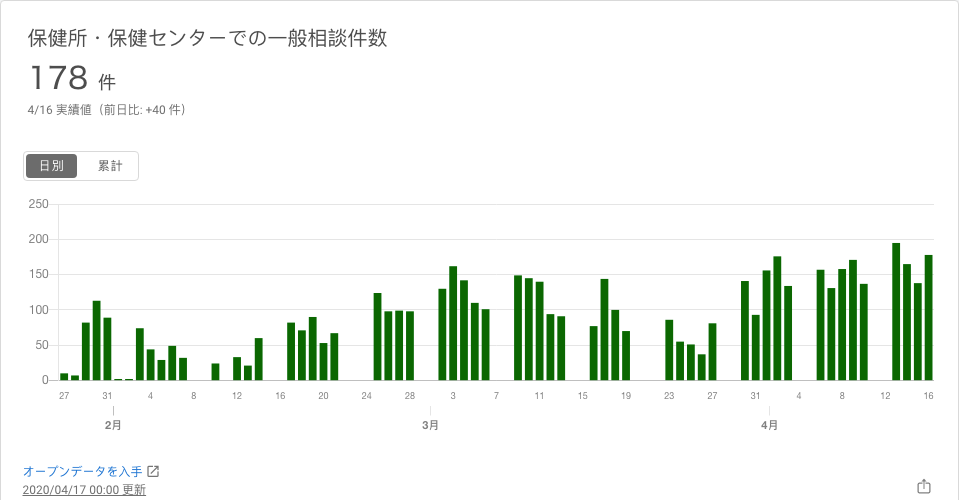 保健所・保健センターでの一般相談件数
178 件
4/16 実績値（前日比: +40 件）
日別 累計
250
200
150
100
50
0
27 31 4 8 12 16 20 24 28 3 7 11 15 19 23 27 31 4 8 12 16
2月 3月 4月
オープンデータを入手
2020/04/17 00:00 更新